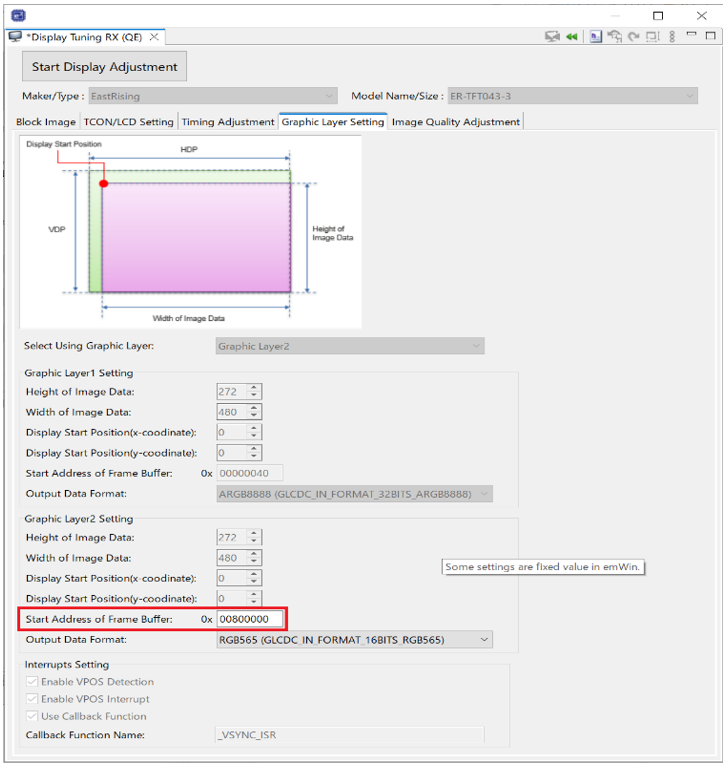 *Display Tuning RX (QE)
Start Display Adjustment
Maker/Type : EastRising Model Name/Size : ER-TFT043-3
Block Image TCON/LCD Setting Timing Adjustment Graphic Layer Setting Image Quality Adjustment
Display Start Position
HDP
VDP
Height of
Image Data
Width of Image Data
Select Using Graphic Layer: Graphic Layer2
Graphic Layer1 Setting
Height of Image Data: 272
Width of Image Data: 480
Display Start Position(x-coodinate): 0
Display Start Position(y-coodinate): 0
Start Address of Frame Buffer: 0x 00000040
Output Data Format: ARGB8888 (GLCDC_IN_FORMAT_32BITS_ARGB8888)
Graphic Layer2 Setting
Height of Image Data: 272
Width of Image Data: 480
Some settings are fixed value in emWin.
Display Start Position(x-coodinate): 0
Display Start Position(y-coodinate): 0
Start Address of Frame Buffer: 0x 00800000
Output Data Format: RGB565 (GLCDC_IN_FORMAT_16BITS_RGB565)
Interrupts Setting
Enable VPOS Detection
Enable VPOS Interrupt
Use Callback Function
Callback Function Name: _VSYNC_ISR